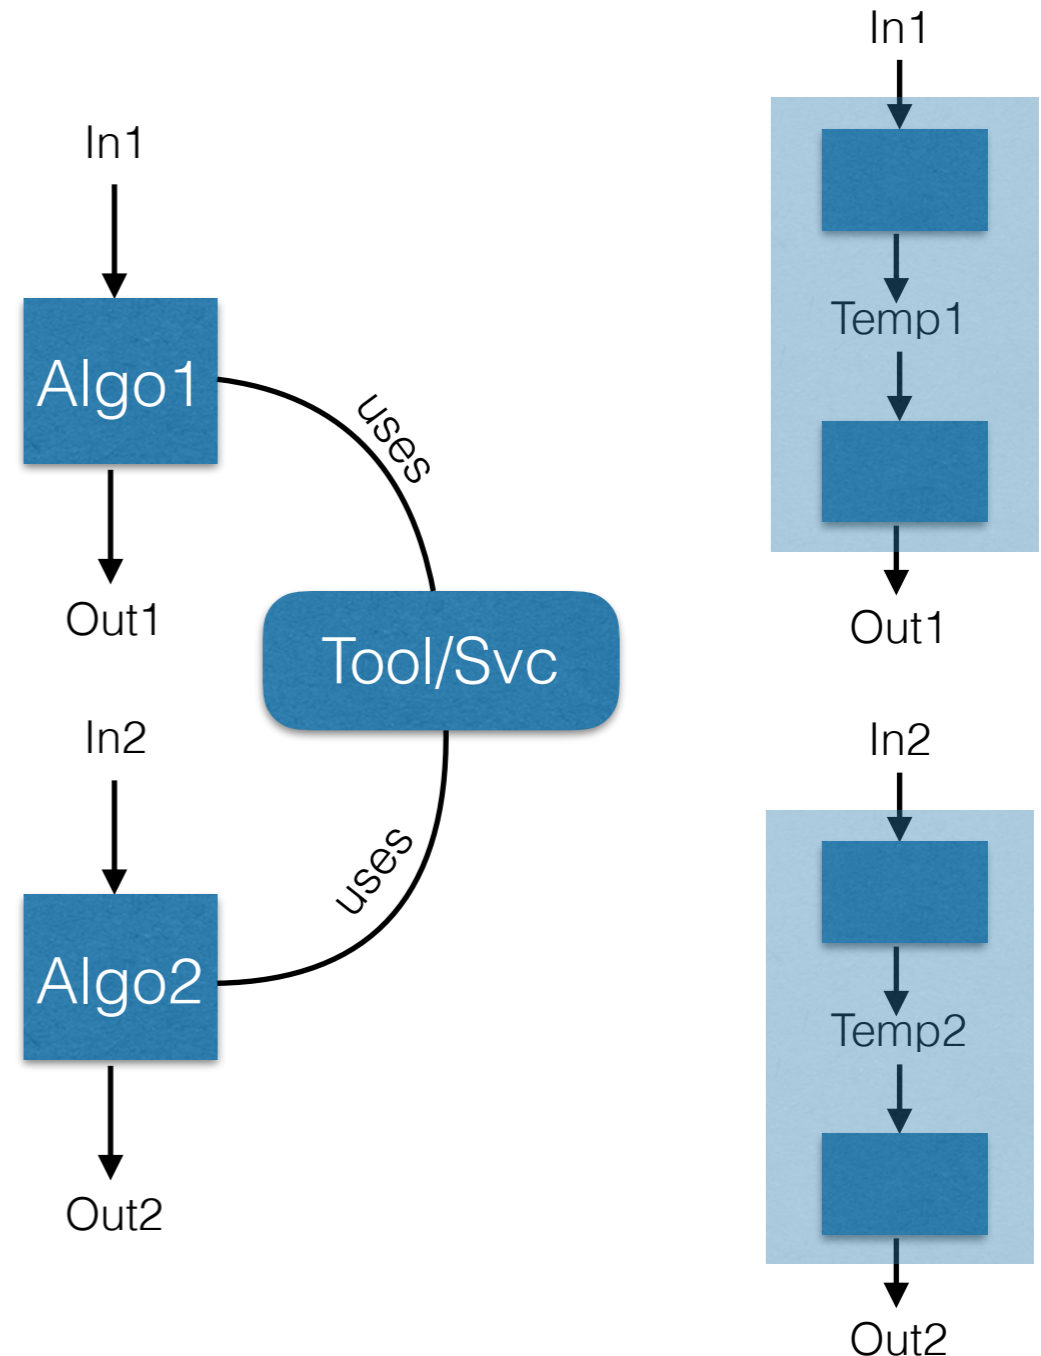 In1
Algo1
uses
Out1
Tool/Svc
In2
uses
Algo2
Out2
In1
Temp1
Out1
In2
Temp2
Out2